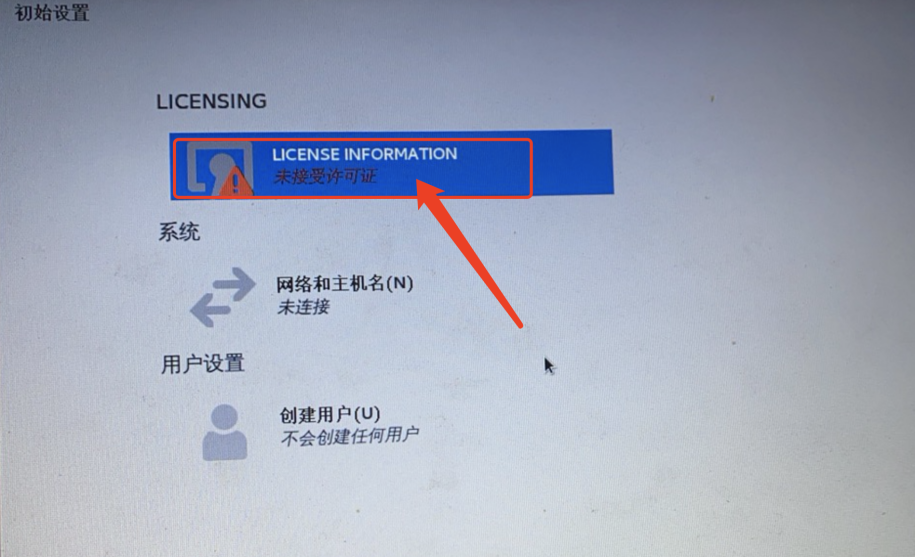 初始设置
LICENSING
LICENSE INFORMATION
未接受许可证
系统
网络和主机名(N)
未连接
用户设置
创建用户(U)
不会创建任何用户